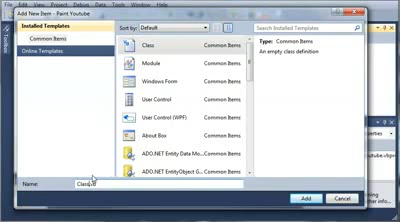 File Edit View Project Debug Data Tools Window Help
Add New Item - Paint Youtube
Toolbox
Installed Templates
Common Items
Online Templates
Sort by: Default
Search Installed Templates
Class Common Items
Module Common Items
Windows Form Common Items
User Control Common Items
User Control (WPF) Common Items
About Box Common Items
ADO.NET Entity Data Mo... Common Items
ADO.NET EntityObject G... Common Items
Type: Common Items
An empty class definition
Name:
Add
Cancel